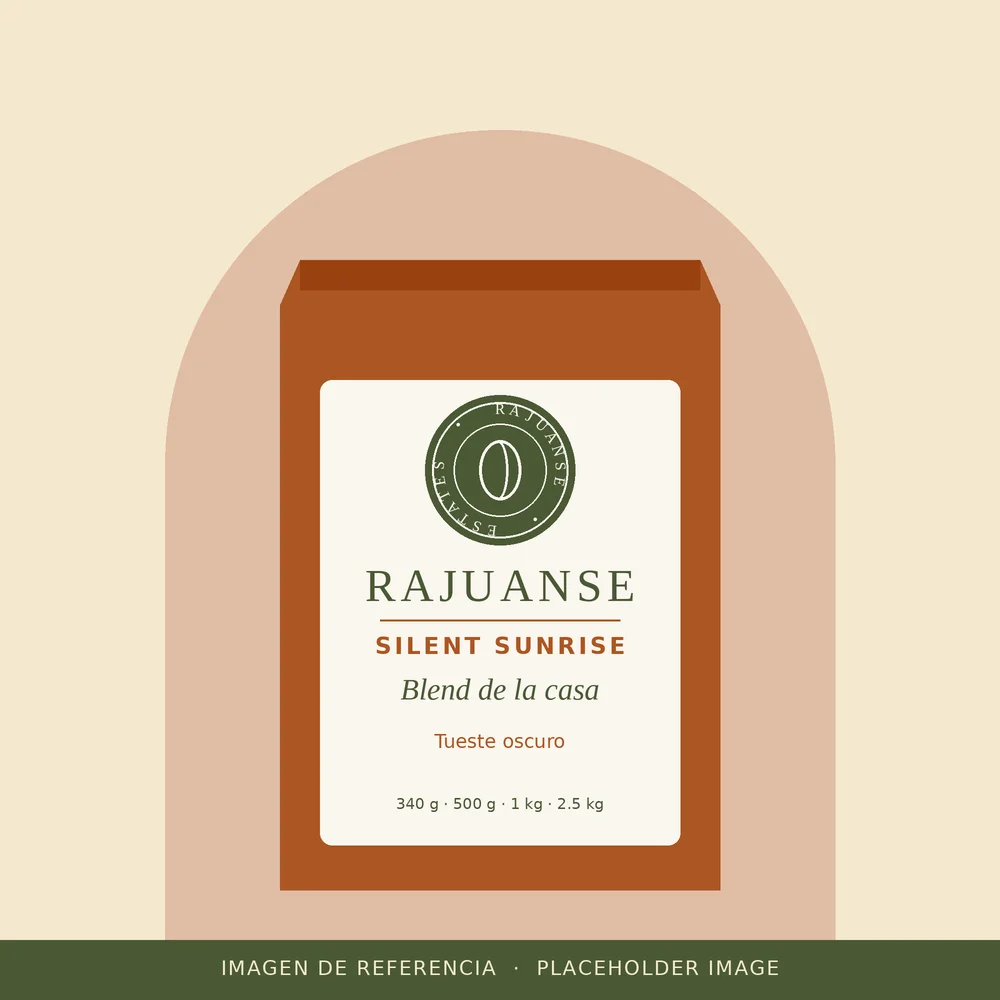 RAJUANSE
ESTATES
RAJUANSE
SILENT SUNRISE
Blend de la casa
Tueste oscuro
340 g · 500 g · 1 kg · 2.5 kg
IMAGEN DE REFERENCIA · PLACEHOLDER IMAGE